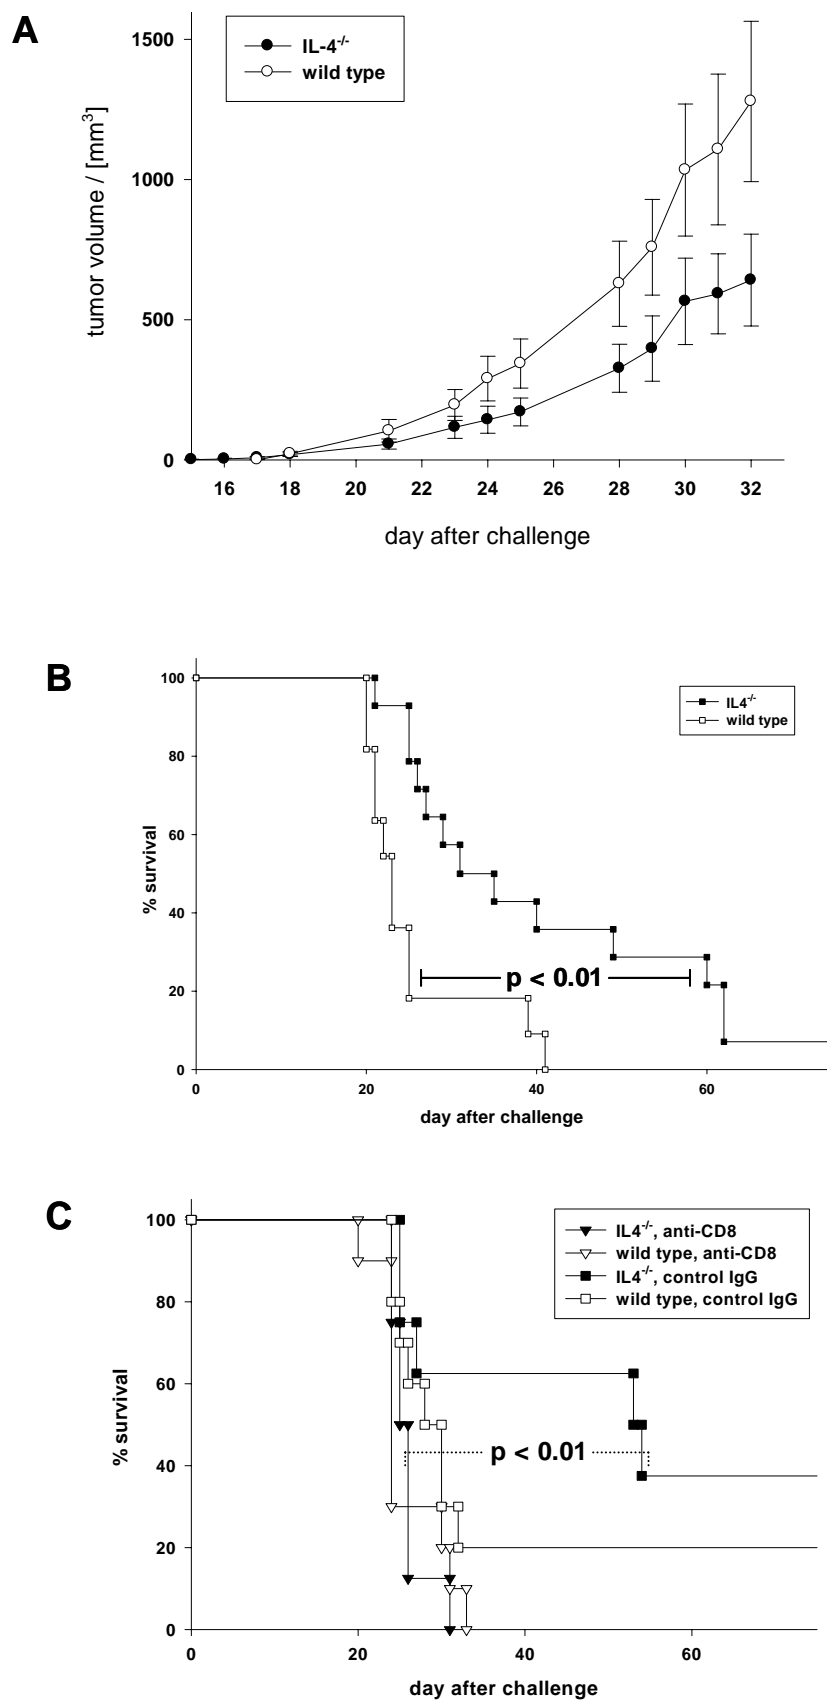 A
IL-4-/-
wild type
1500
1000
500
0
tumor volume / [mm3]
16 18 20 22 24 26 28 30 32
day after challenge
B
IL4-/-
wild type
100
80
60
40
20
0
% survival
p < 0.01
0 20 40 60
day after challenge
C
IL4-/-, anti-CD8
wild type, anti-CD8
IL4-/-, control IgG
wild type, control IgG
100
80
60
40
20
0
% survival
p < 0.01
0 20 40 60
day after challenge